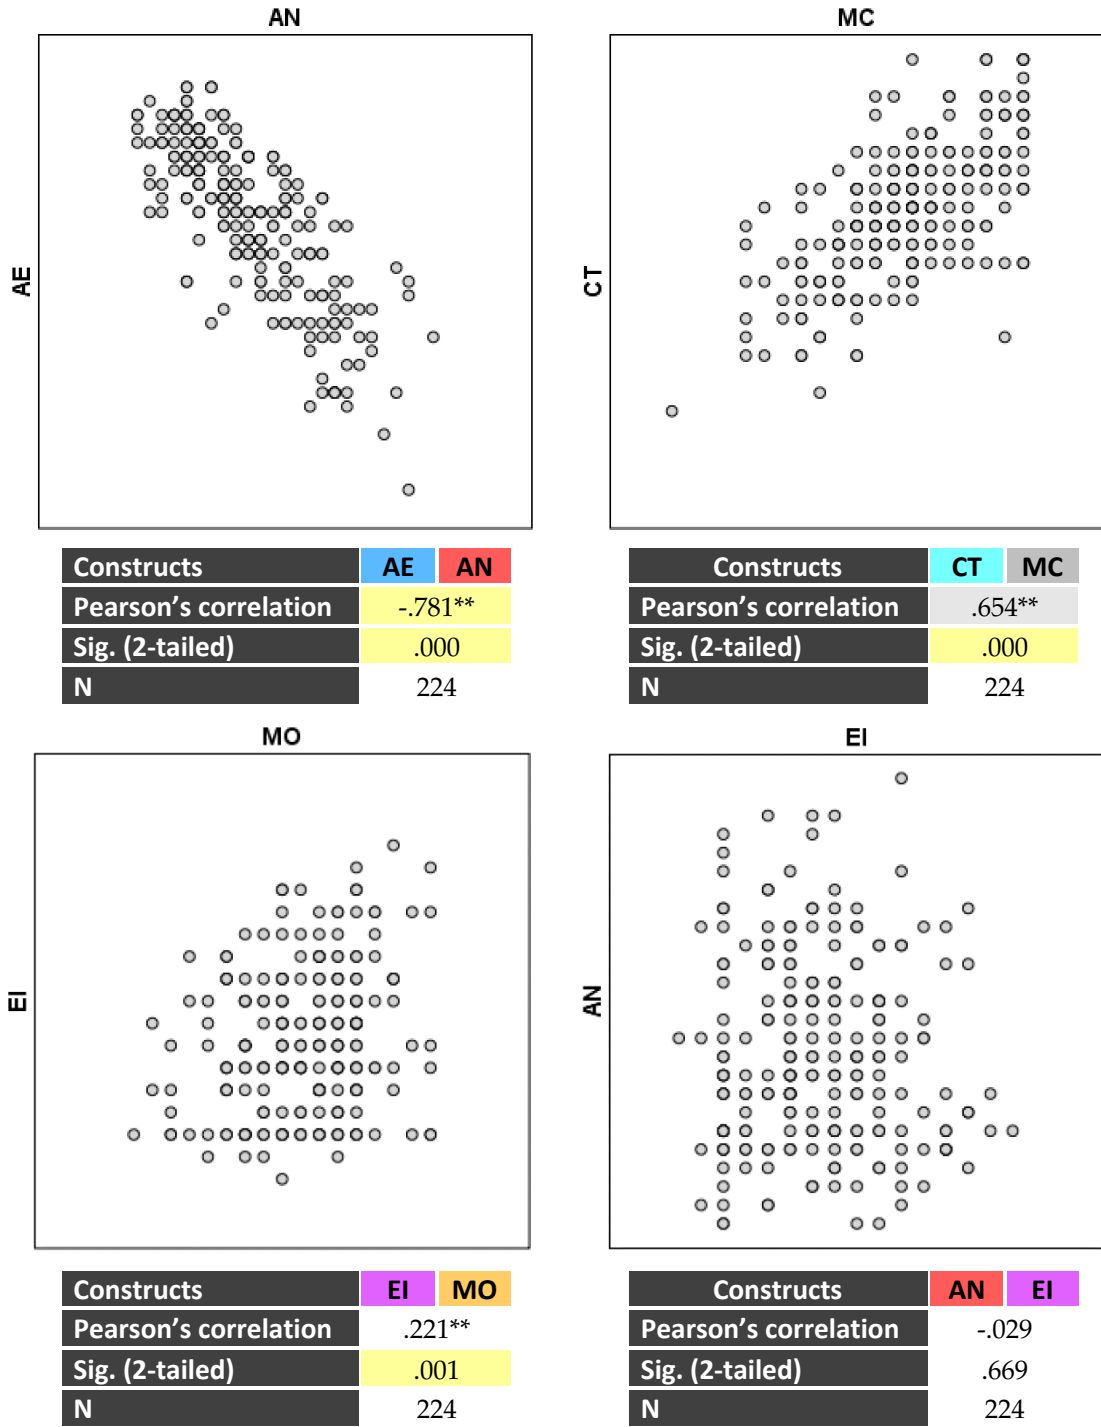 AN
MC
AE
CT
Constructs AE AN
Pearson’s correlation -.781**
Sig. (2-tailed) .000
N 224
Constructs CT MC
Pearson’s correlation .654**
Sig. (2-tailed) .000
N 224
MO
EI
EI
AN
Constructs EI MO
Pearson’s correlation .221**
Sig. (2-tailed) .001
N 224
Constructs AN EI
Pearson’s correlation -.029
Sig. (2-tailed) .669
N 224